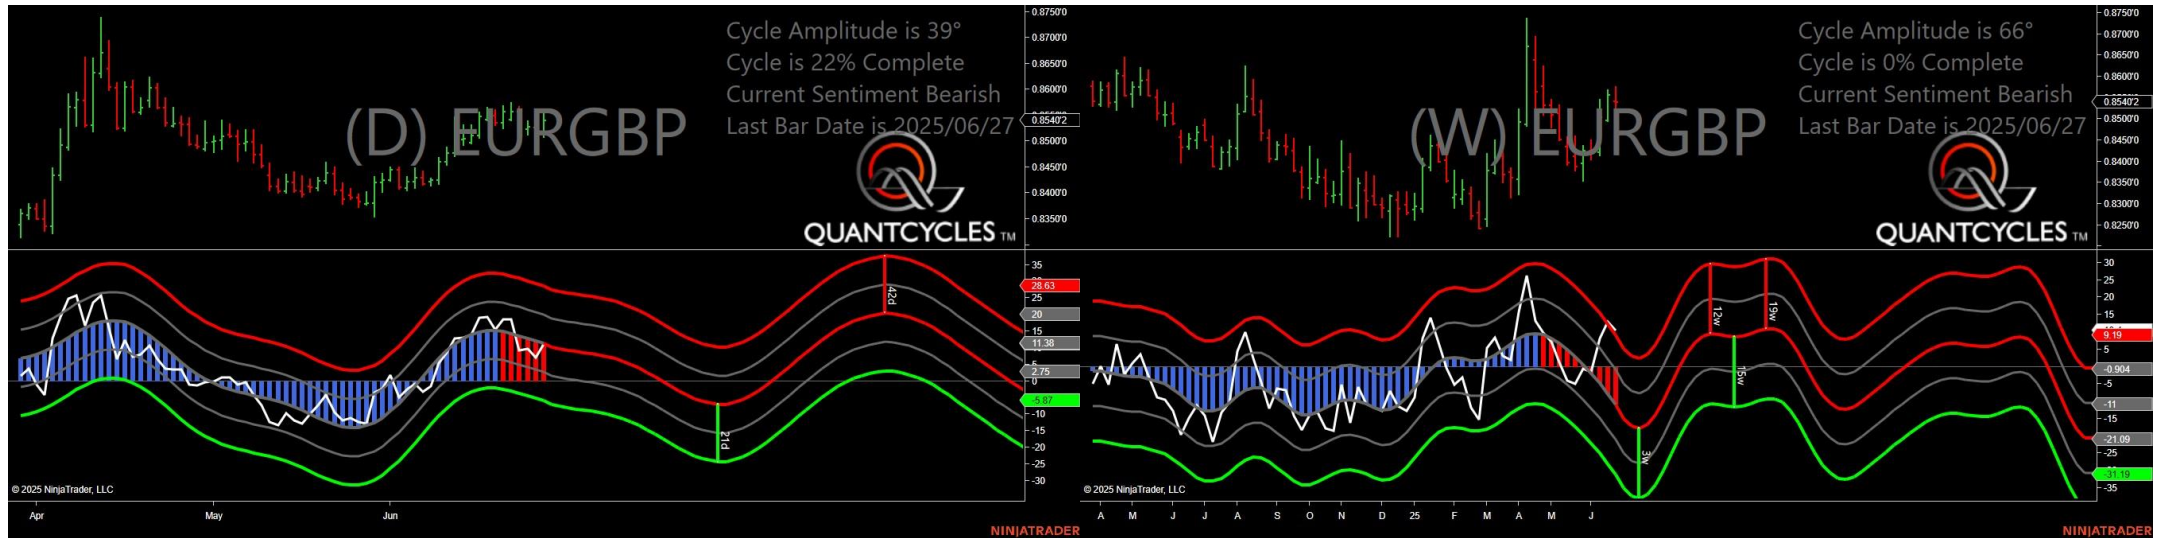 Cycle Amplitude is 39°
Cycle is 22% Complete
Current Sentiment Bearish
Last Bar Date is 2025/06/27
(D) EURGBP
QUANTCYCLES TM
0.8750'0
0.8700'0
0.8650'0
0.8600'0
0.8540'2
0.8500'0
0.8450'0
0.8400'0
0.8350'0
35
28.63
25
20
15
11.38
5
2.75
0
-5.87
-10
-15
-20
-25
-30
42d
21d
© 2025 NinjaTrader, LLC
Apr
May
Jun
NINJATRADER
Cycle Amplitude is 66°
Cycle is 0% Complete
Current Sentiment Bearish
Last Bar Date is 2025/06/27
(W) EURGBP
QUANTCYCLES TM
0.8750'0
0.8700'0
0.8650'0
0.8600'0
0.8540'2
0.8500'0
0.8450'0
0.8400'0
0.8350'0
0.8300'0
0.8250'0
30
25
20
15
9.19
5
-0.904
-5
-11
-15
-21.09
-25
-31.19
-35
12w
19w
15w
3w
© 2025 NinjaTrader, LLC
A M J J A S O N D 25 F M A M J
NINJATRADER